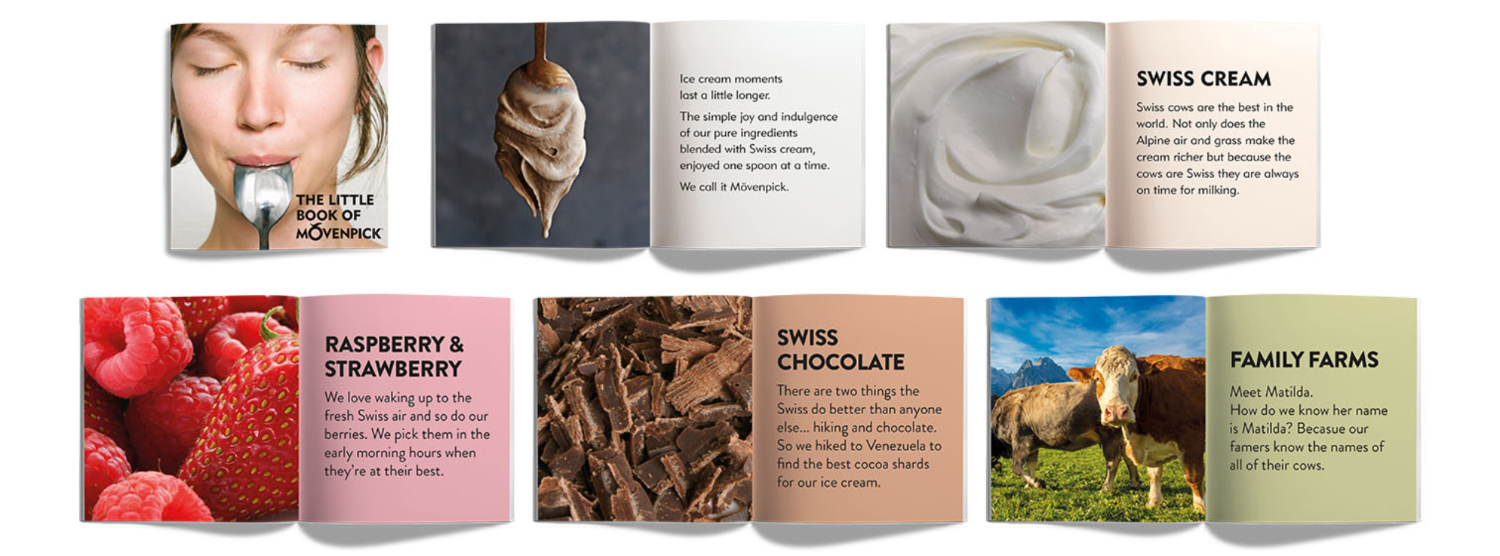 THE LITTLE
BOOK OF
MÖVENPICK
Ice cream moments
last a little longer.
The simple joy and indulgence
of our pure ingredients
blended with Swiss cream,
enjoyed one spoon at a time.
We call it Mövenpick.
SWISS CREAM
Swiss cows are the best in the
world. Not only does the
Alpine air and grass make the
cream richer but because the
cows are Swiss they are always
on time for milking.
RASPBERRY &
STRAWBERRY
We love waking up to the
fresh Swiss air and so do our
berries. We pick them in the
early morning hours when
they're at their best.
SWISS
CHOCOLATE
There are two things the
Swiss do better than anyone
else... hiking and chocolate.
So we hiked to Venezuela to
find the best cocoa shards
for our ice cream.
FAMILY FARMS
Meet Matilda.
How do we know her name
is Matilda? Becasue our
famers know the names of
all of their cows.